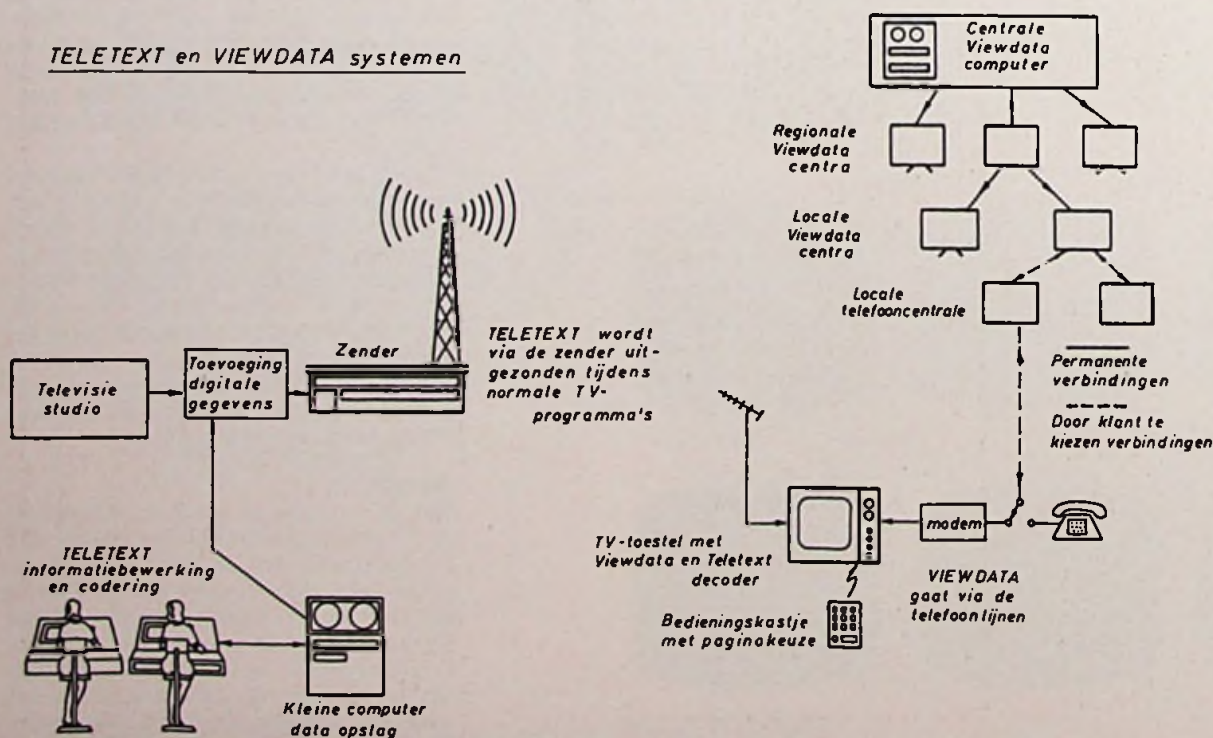 TELETEXT en VIEWDATA systemen
Centrale
Viewdata
computer
Regionale
Viewdata
centra
Locale
Viewdata
centra
Locale
telefooncentrale
Permanente
verbindingen
Door klant te
kiezen verbindingen
Zender
TELETEXT wordt
via de zender uit-
gezonden tijdens
normale TV-
programma's
Televisie
studio
Toevoeging
digitale
gegevens
TELETEXT
informatiebewerking
en codering
Kleine computer
data opslag
TV-toestel met
Viewdata en Teletext
decoder
Bedieningskastje
met paginakeuze
modem
VIEWDATA
gaat via de
telefoonlijnen